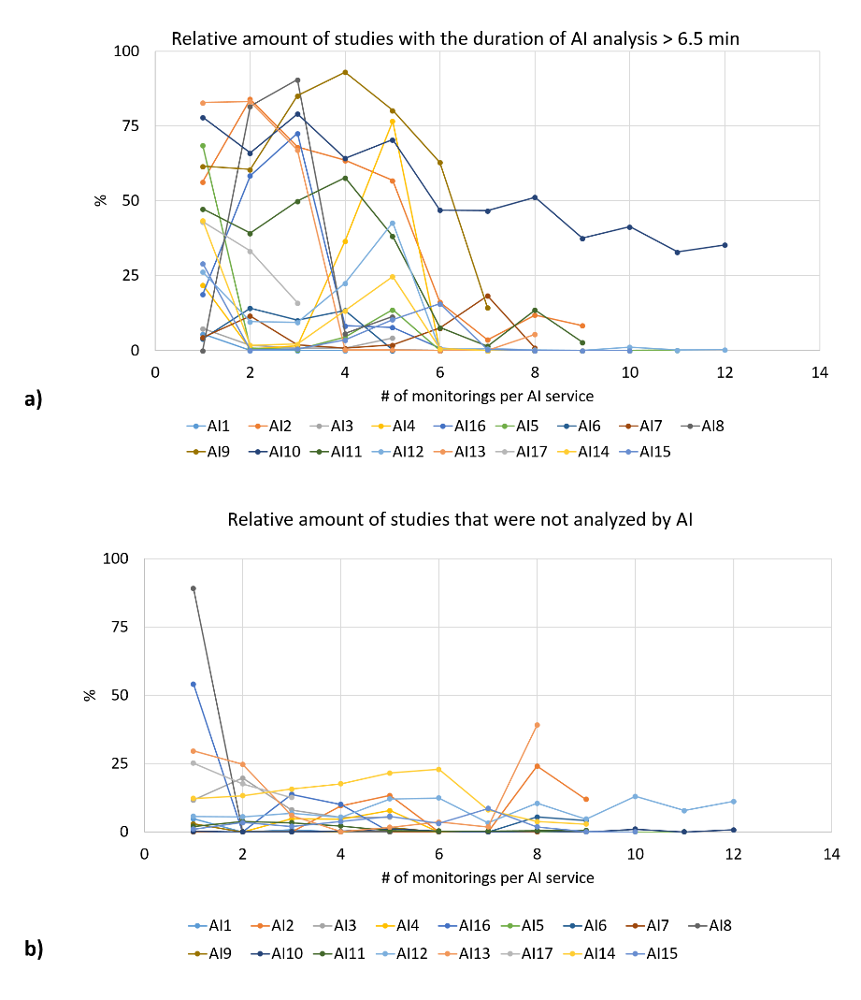 Relative amount of studies with the duration of AI analysis > 6.5 min
100
75
50
25
0
%
0 2 4 6 8 10 12 14
# of monitorings per AI service
a)
AI1 AI2 AI3 AI4 AI16 AI5 AI6 AI7 AI8
AI9 AI10 AI11 AI12 AI13 AI17 AI14 AI15
Relative amount of studies that were not analyzed by AI
100
75
50
25
0
%
0 2 4 6 8 10 12 14
# of monitorings per AI service
AI1 AI2 AI3 AI4 AI16 AI5 AI6 AI7 AI8
b)
AI9 AI10 AI11 AI12 AI13 AI17 AI14 AI15